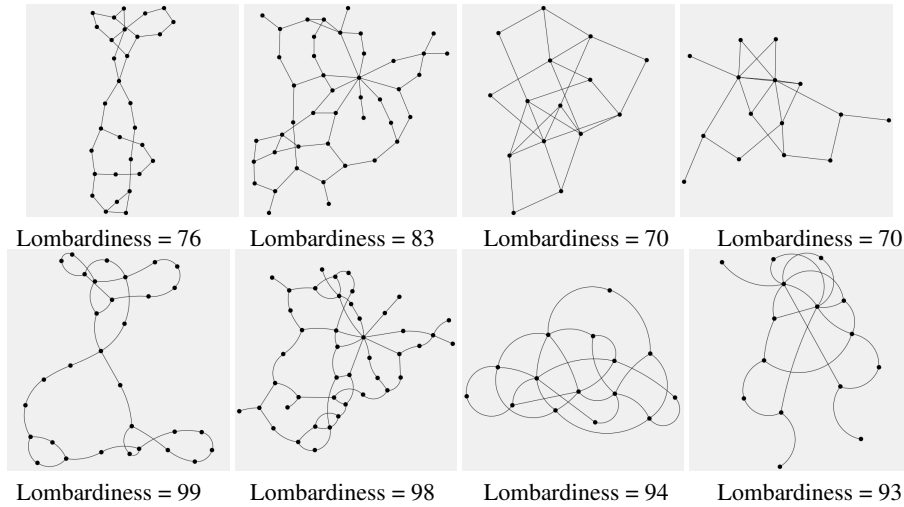 Lombardiness = 76 Lombardiness = 83 Lombardiness = 70 Lombardiness = 70
Lombardiness = 99 Lombardiness = 98 Lombardiness = 94 Lombardiness = 93